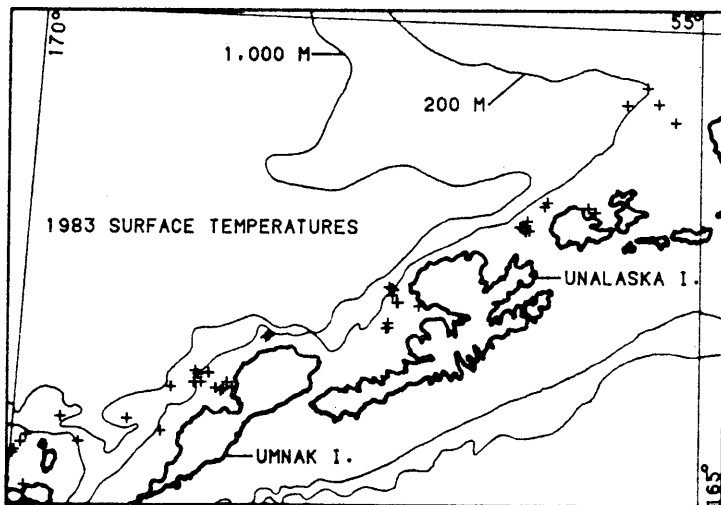 170°
55°
1,000 M
200 M
1983 SURFACE TEMPERATURES
UNALASKA I.
UMNAK I.
165°